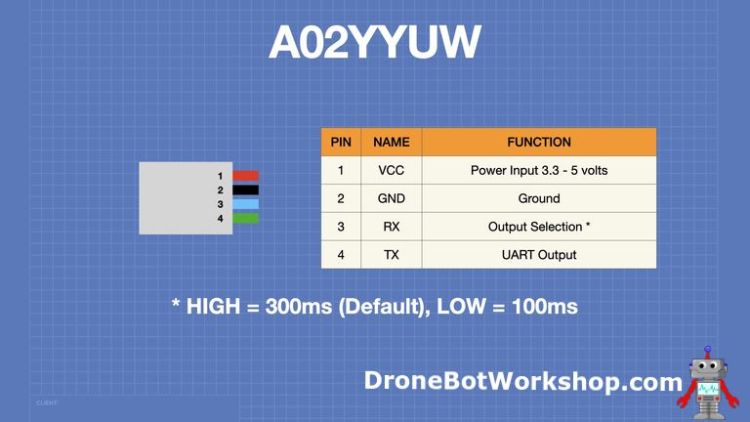 A02YYUW
1
2
3
4
PIN NAME FUNCTION
1 VCC Power Input 3.3 - 5 volts
2 GND Ground
3 RX Output Selection *
4 TX UART Output
* HIGH = 300ms (Default), LOW = 100ms
DroneBotWorkshop.com
CLIENT: